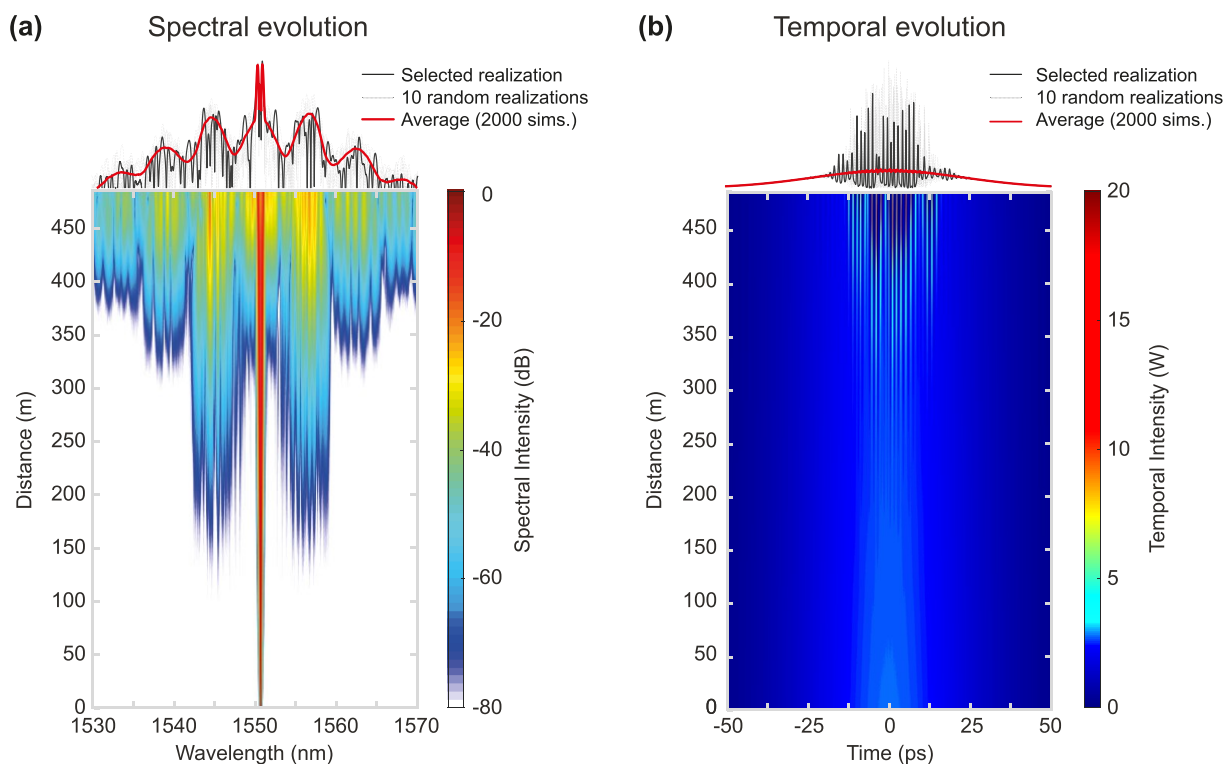 (a) Spectral evolution
Selected realization
10 random realizations
Average (2000 sims.)
450
400
350
300
250
200
150
100
50
0
Distance (m)
1530 1540 1550 1560 1570
Wavelength (nm)
0
-20
-40
-60
-80
Spectral Intensity (dB)
(b) Temporal evolution
Selected realization
10 random realizations
Average (2000 sims.)
450
400
350
300
250
200
150
100
50
0
Distance (m)
-50 -25 0 25 50
Time (ps)
20
15
10
5
0
Temporal Intensity (W)